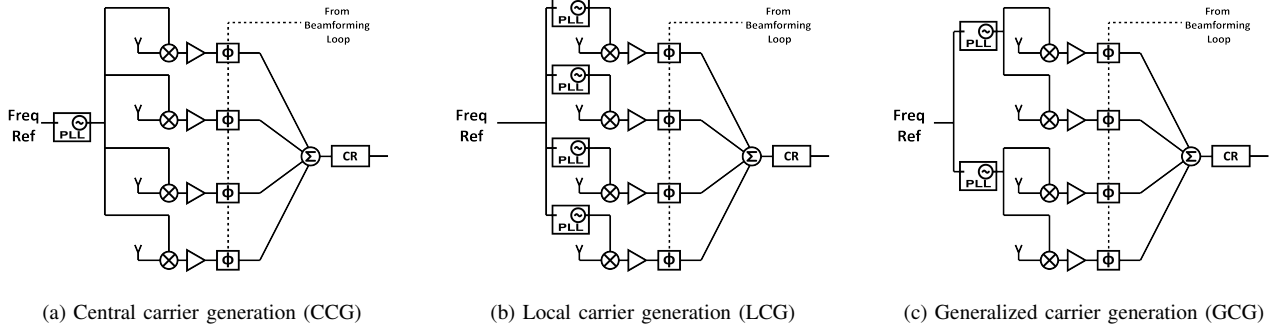 From
Beamforming
Loop
Freq
Ref
PLL
Φ
Φ
Φ
Φ
Σ
CR
(a) Central carrier generation (CCG)
From
Beamforming
Loop
Freq
Ref
PLL
PLL
PLL
PLL
Φ
Φ
Φ
Φ
Σ
CR
(b) Local carrier generation (LCG)
From
Beamforming
Loop
Freq
Ref
PLL
PLL
Φ
Φ
Φ
Φ
Σ
CR
(c) Generalized carrier generation (GCG)